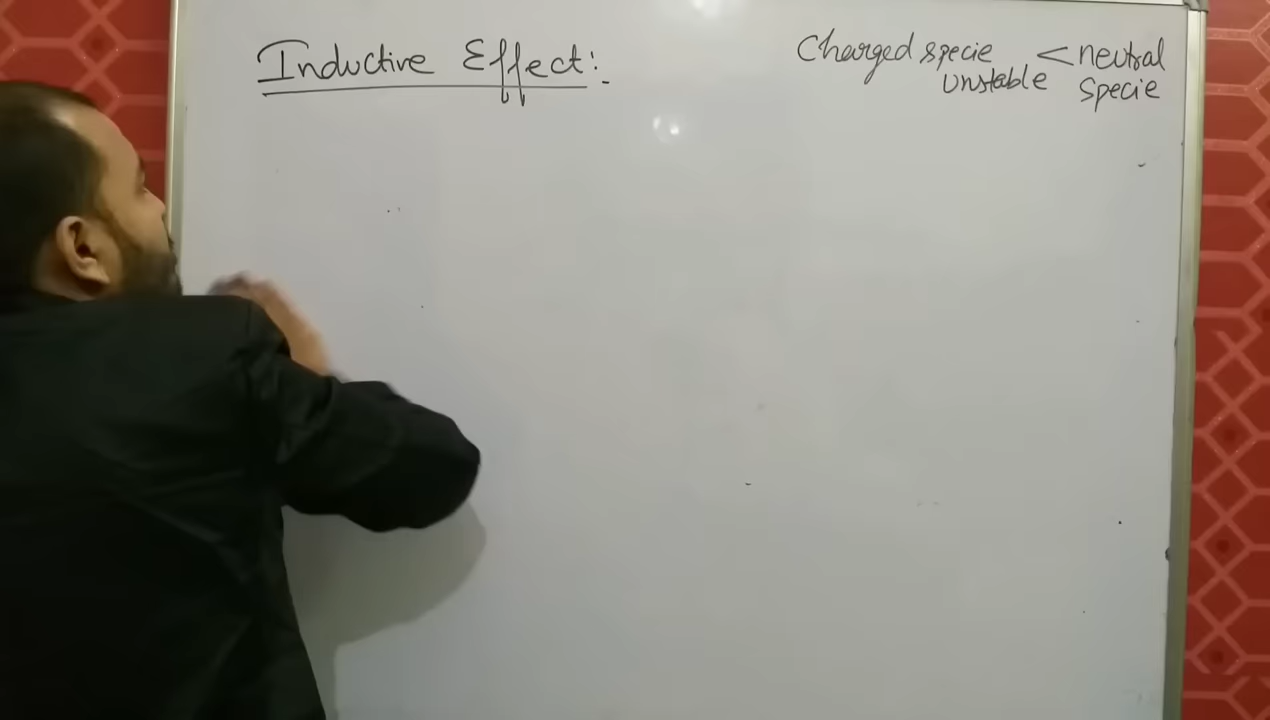 Inductive Effect:-
Charged specie < neutral
unstable specie